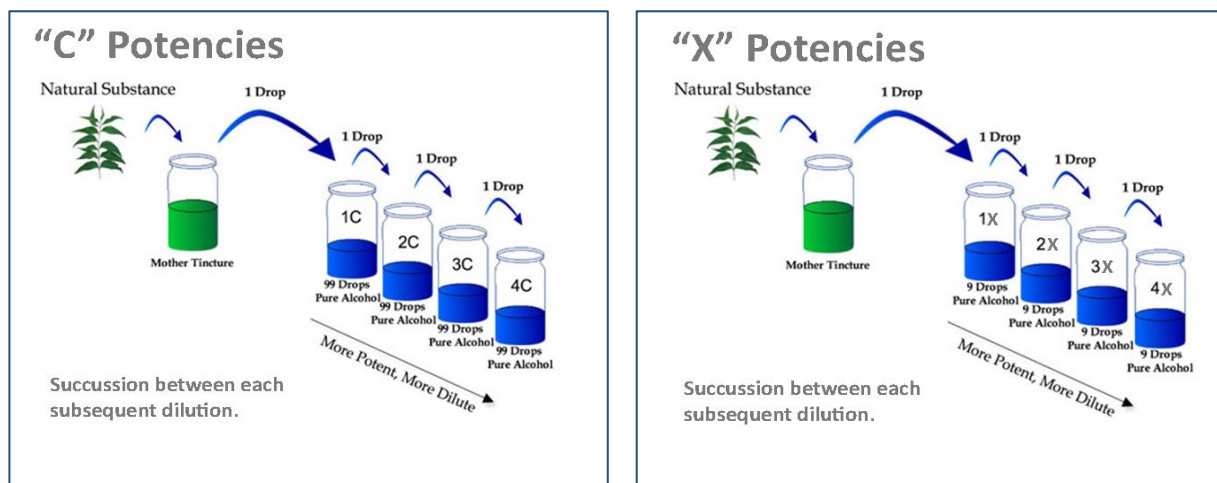 “C” Potencies
Natural Substance
1 Drop
1 Drop
1 Drop
1 Drop
1C
2C
3C
4C
Mother Tincture
99 Drops
Pure Alcohol
99 Drops
Pure Alcohol
99 Drops
Pure Alcohol
99 Drops
Pure Alcohol
More Potent, More Dilute
Succussion between each
subsequent dilution.
“X” Potencies
Natural Substance
1 Drop
1 Drop
1 Drop
1 Drop
1X
2X
3X
4X
Mother Tincture
9 Drops
Pure Alcohol
9 Drops
Pure Alcohol
9 Drops
Pure Alcohol
9 Drops
Pure Alcohol
More Potent, More Dilute
Succussion between each
subsequent dilution.